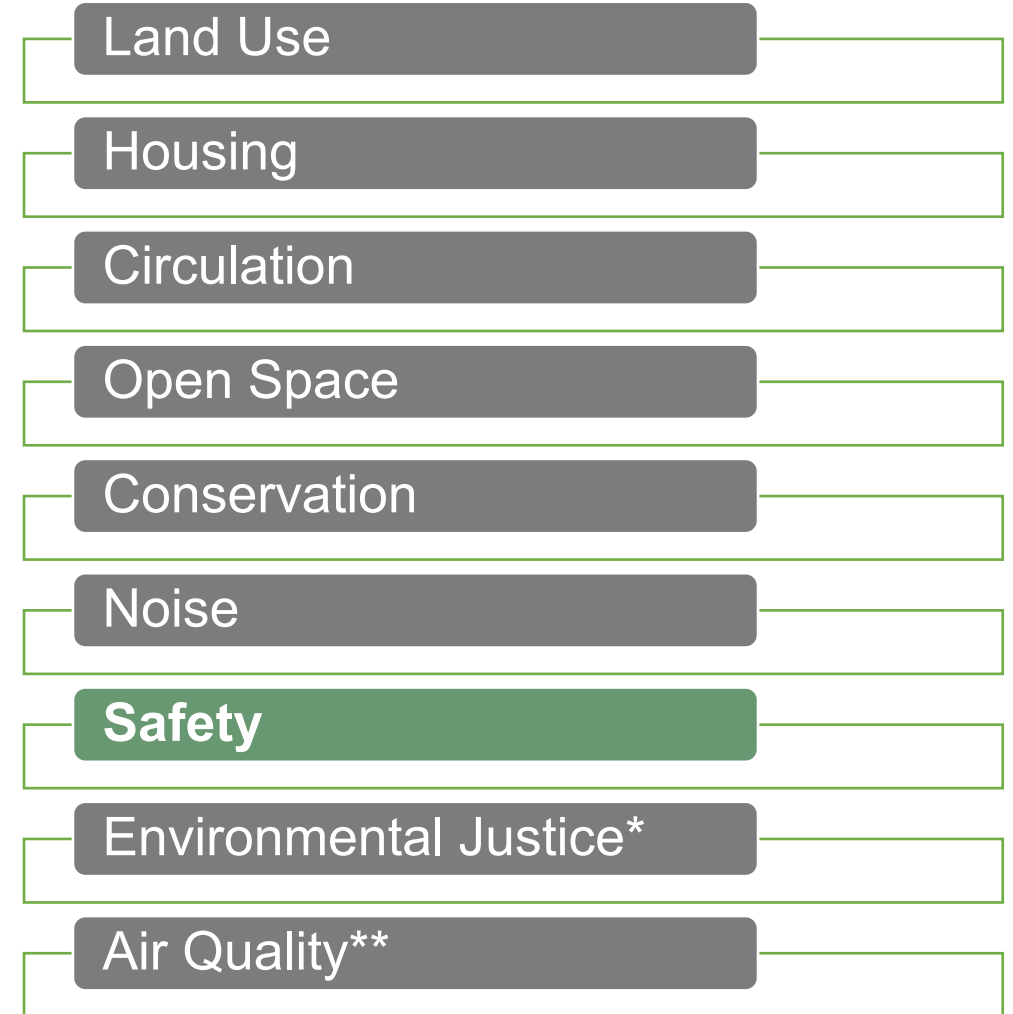 Land Use
Housing
Circulation
Open Space
Conservation
Noise
Safety
Environmental Justice*
Air Quality**